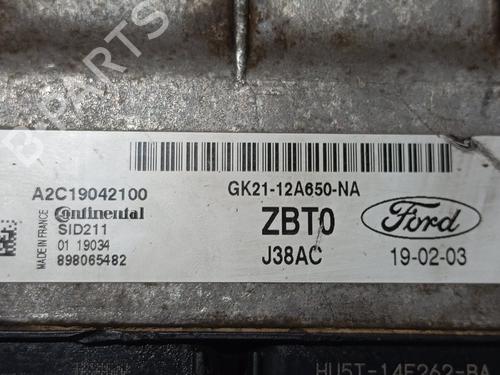 B-PARTS
A2C19042100
Continental
SID211
01 19034
898065482
MADE IN FRANCE
GK21-12A650-NA
ZBT0
J38AC
Ford
19-02-03
HU5T-14F262-BA